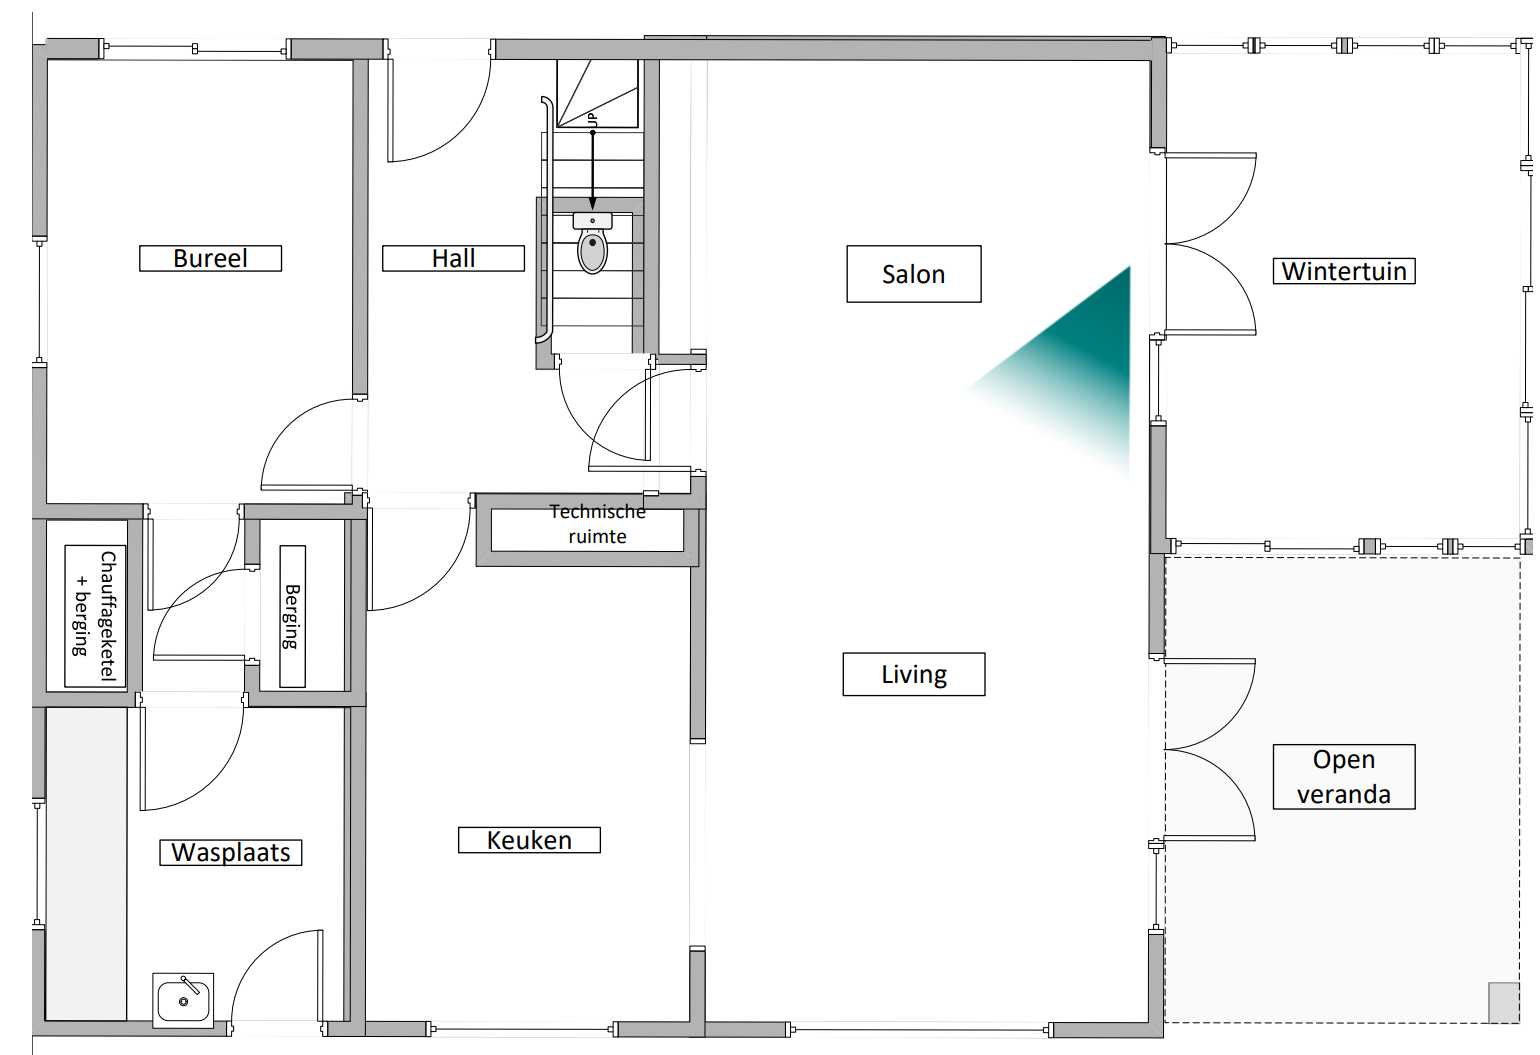 UP
Bureel
Hall
Salon
Wintertuin
Technische
ruimte
Chauffageketel
+ berging
Berging
Living
Open
veranda
Keuken
Wasplaats